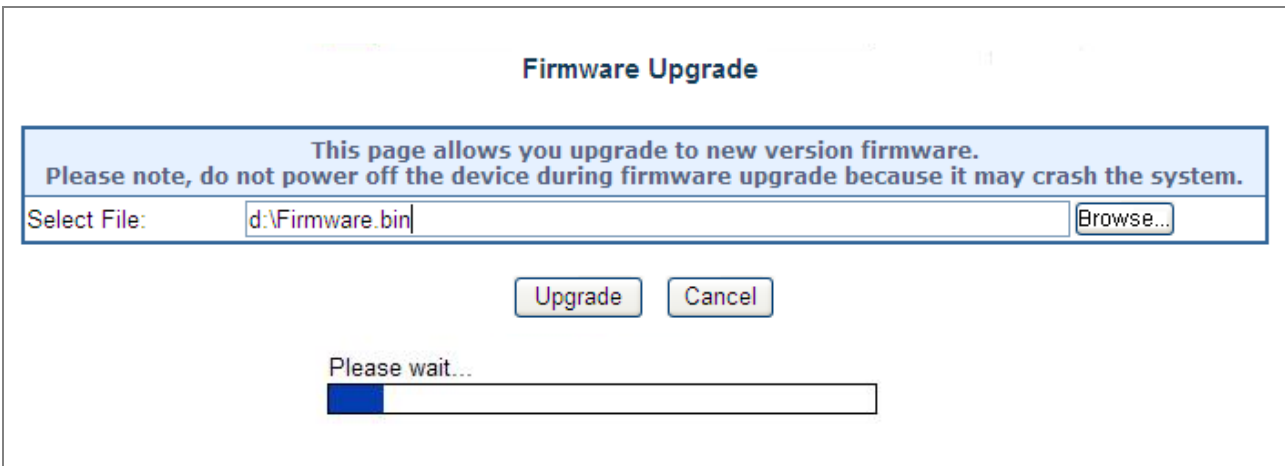 Firmware Upgrade
This page allows you upgrade to new version firmware.
Please note, do not power off the device during firmware upgrade because it may crash the system.
Select File: d:\Firmware.bin Browse...
Upgrade Cancel
Please wait...